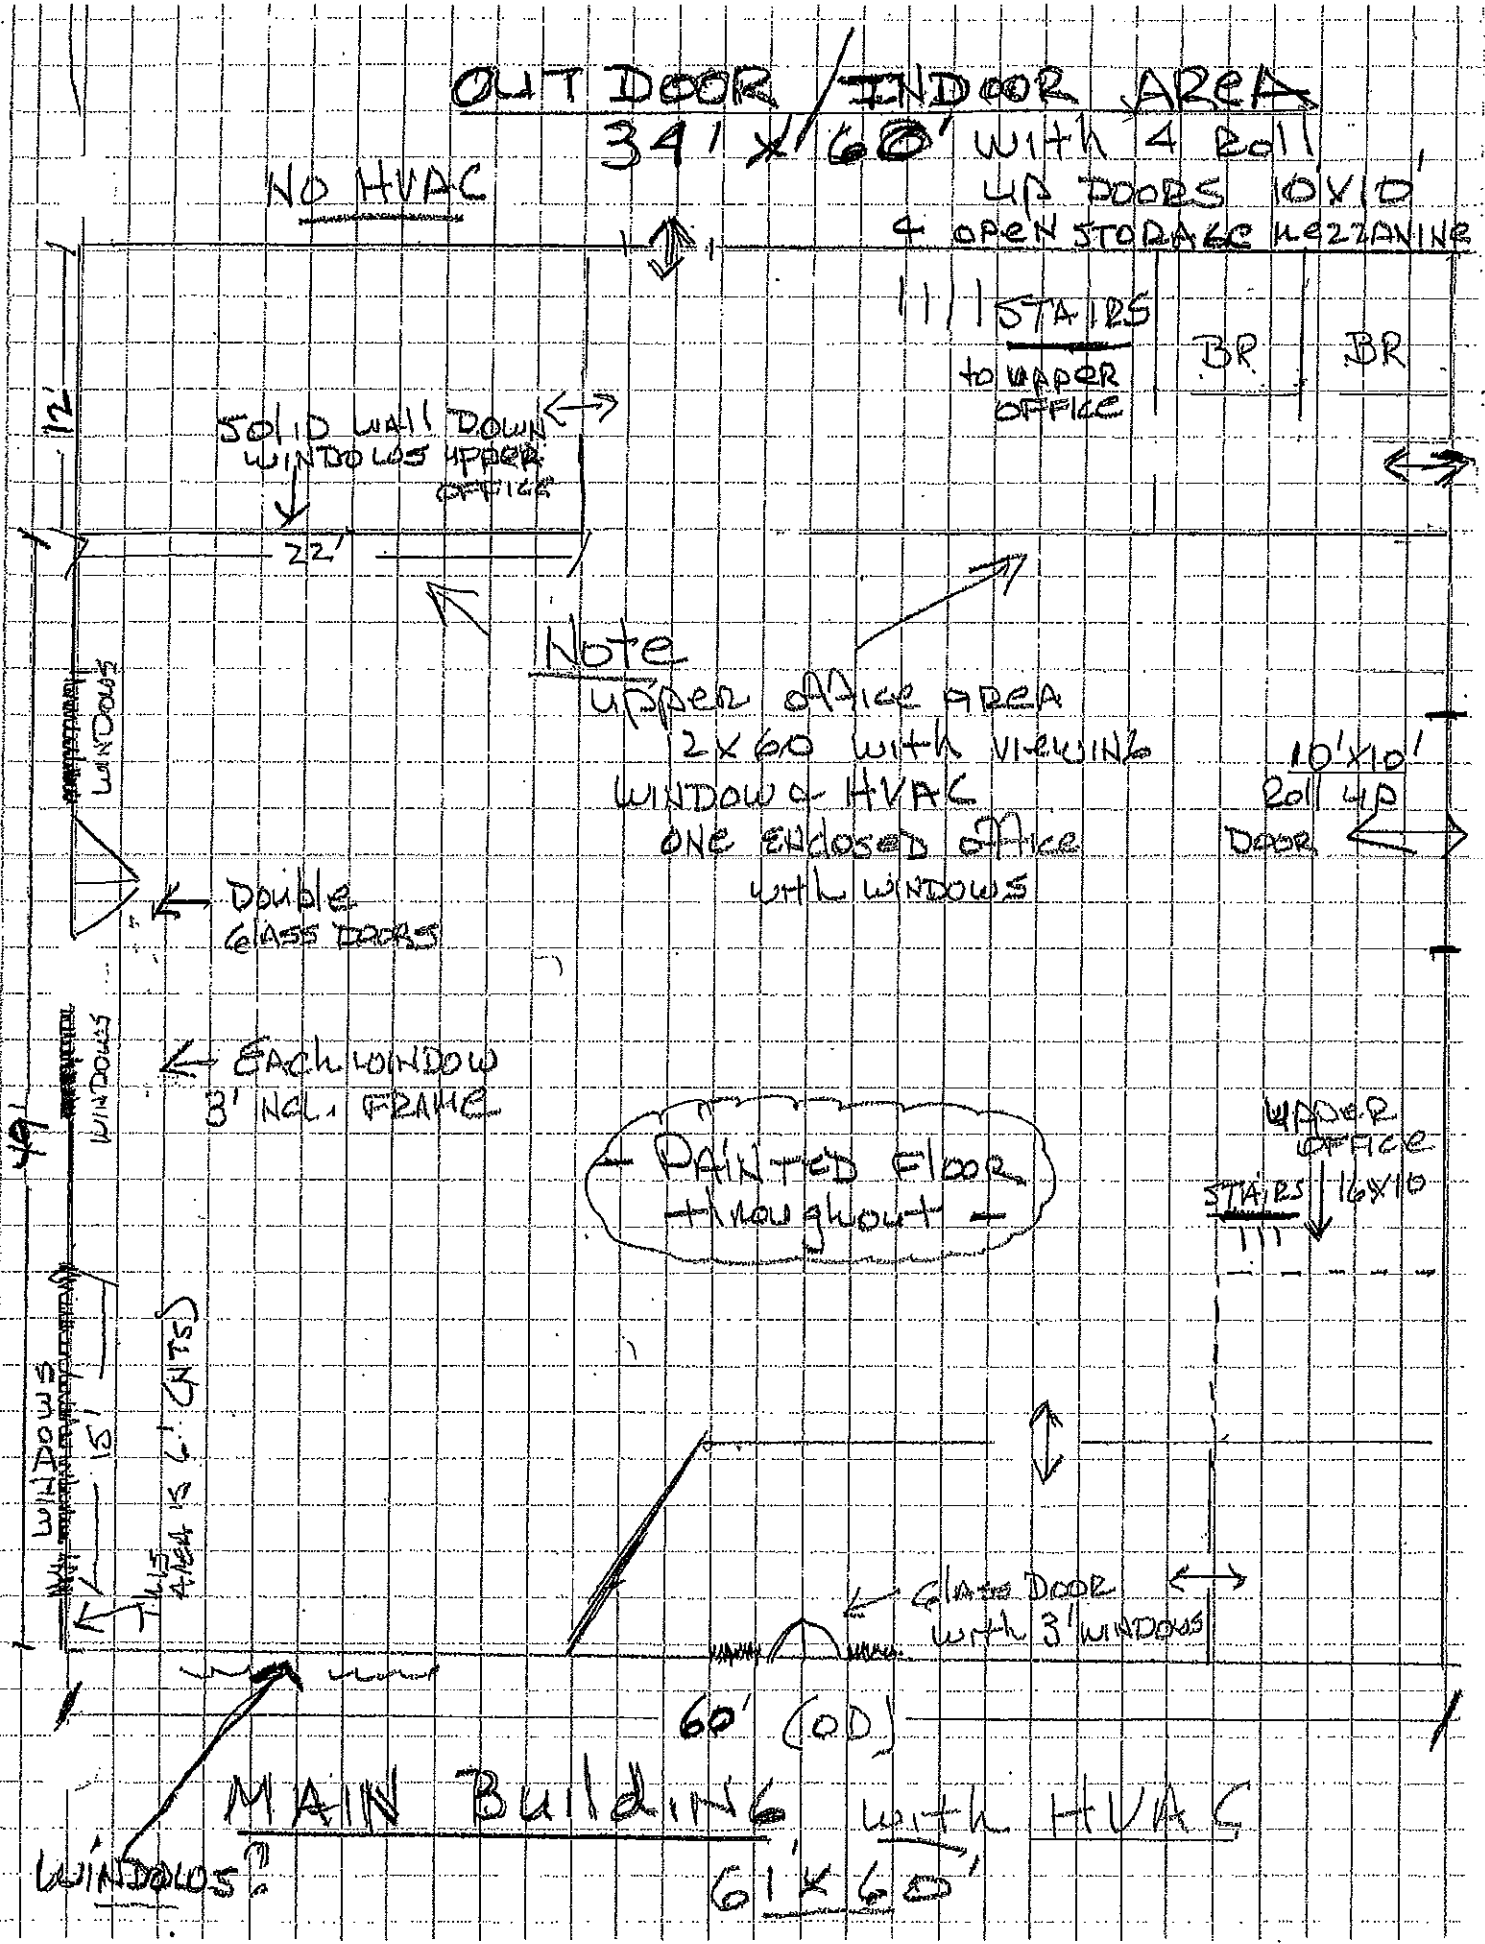 OUTDOOR / INDOOR AREA
34' X 60' with 4 Roll
up DOORS 10'X10'
& OPEN STORAGE MEZZANINE
NO HVAC
12'
STAIRS
to upper
OFFICE
BR
BR
SOLID WALL DOWN
WINDOWS UPPER
OFFICE
22'
Note
upper office AREA
12 X 60 with VIEWING
WINDOW & HVAC
ONE ENCLOSED office
with WINDOWS
WINDOWS
10'X10'
Roll up
DOOR
Double
GLASS DOORS
WINDOWS
EACH WINDOW
3' INCL. FRAME
49'
- PAINTED FLOOR
throughout -
UPPER
OFFICE
16X10
STAIRS
WINDOWS
15'
THIS
AREA IS 6' (NTS)
GLASS DOOR
with 3' WINDOWS
60' (OD)
MAIN BuildING with HVAC
61' X 60'
WINDOWS?